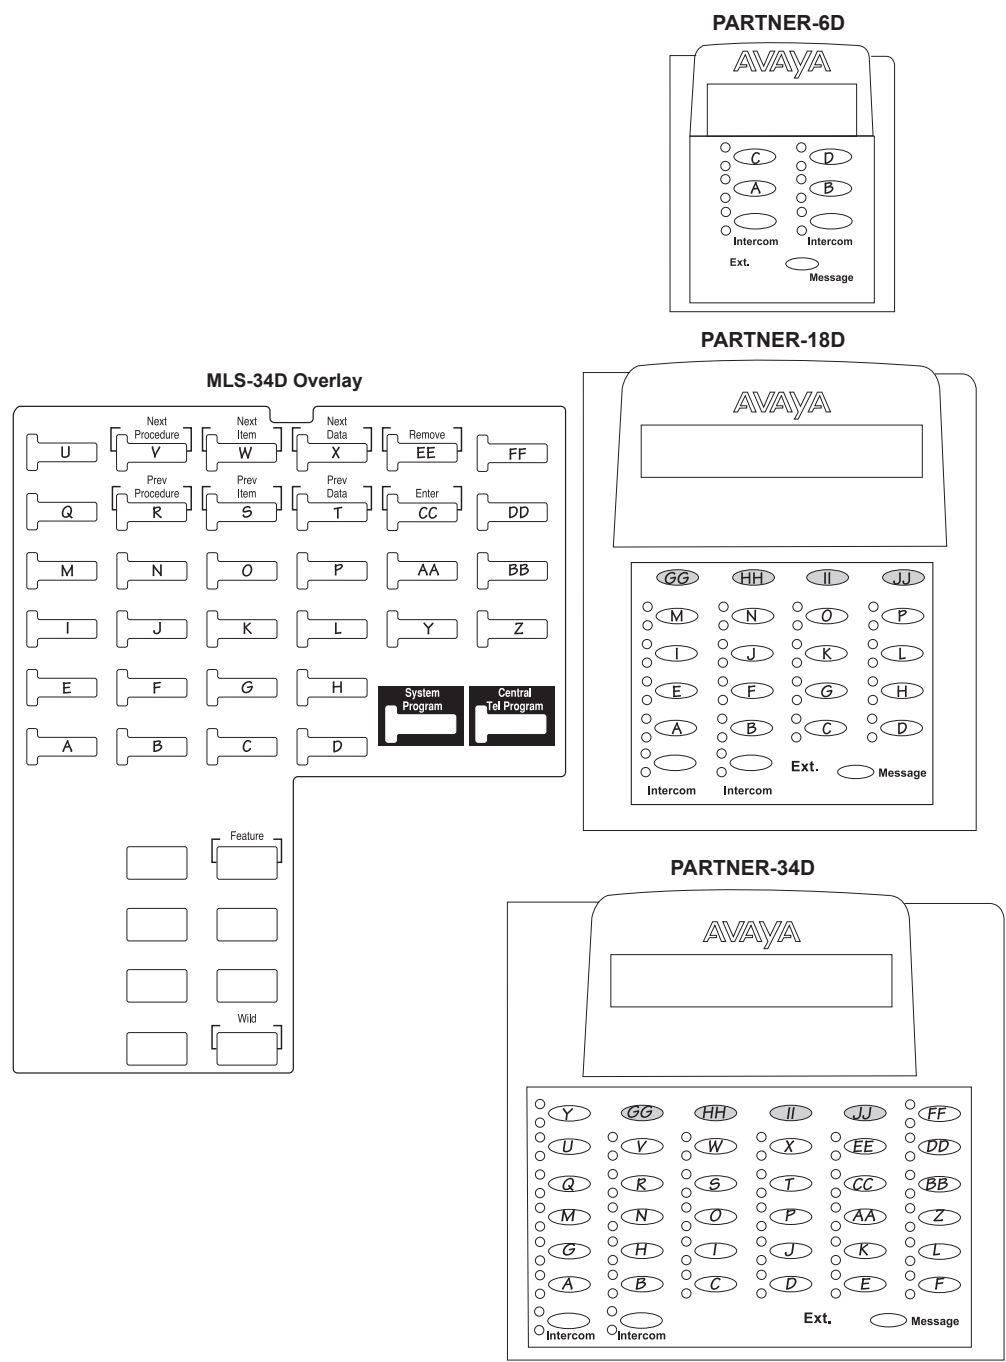 PARTNER-6D
AVAYA
C D
A B
Intercom Intercom
Ext.
Message
PARTNER-18D
AVAYA
GG HH II JJ
M N O P
I J K L
E F G H
A B C D
Ext. Message
Intercom Intercom
MLS-34D Overlay
Next Next Next
Procedure Item Data Remove
U V W X EE FF
Prev Prev Prev
Procedure Item Data Enter
Q R S T CC DD
M N O P AA BB
I J K L Y Z
E F G H
System Central
Program Tel Program
A B C D
Feature
Wild
PARTNER-34D
AVAYA
Y GG HH II JJ FF
U V W X EE DD
Q R S T CC BB
M N O P AA Z
G H I J K L
A B C D E F
Ext. Message
Intercom Intercom